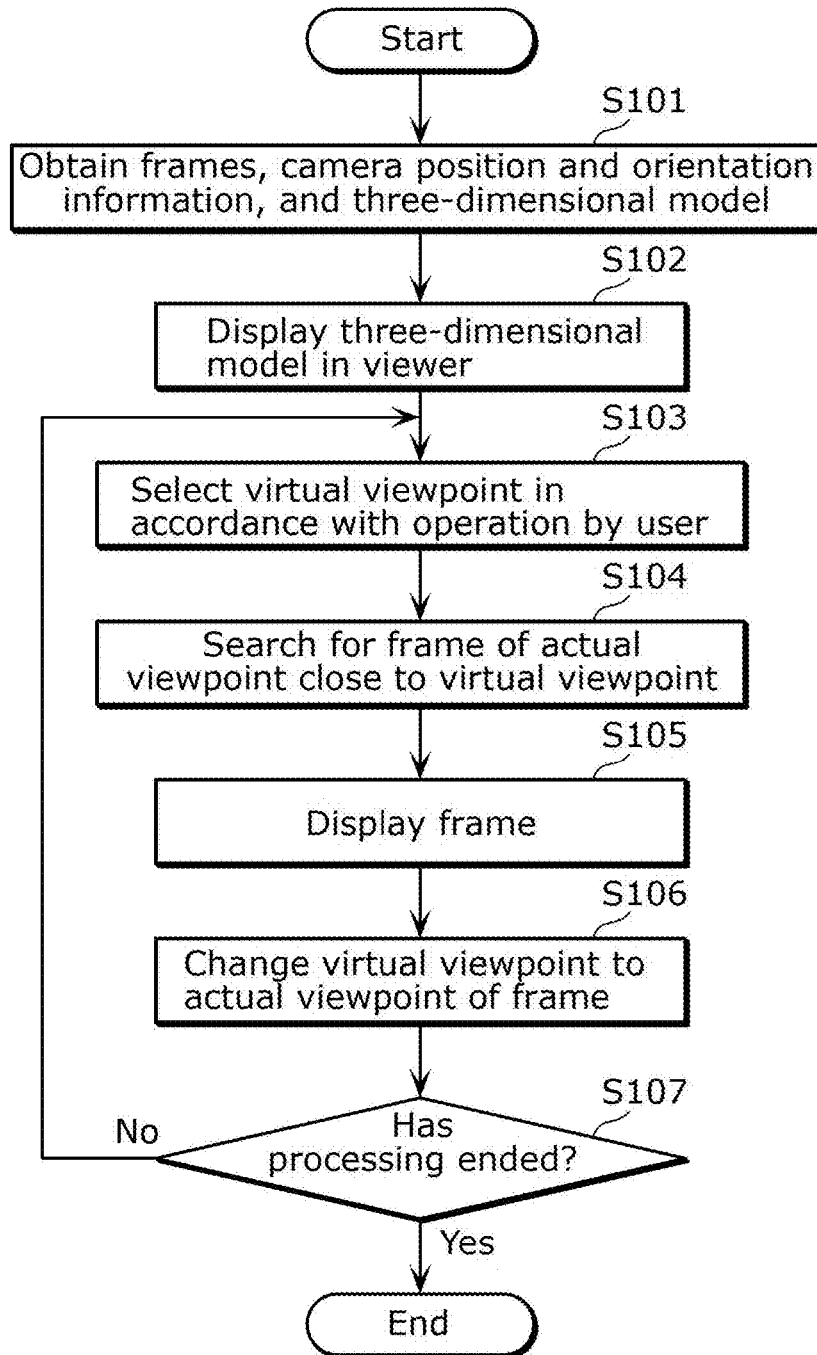 Start
S101
Obtain frames, camera position and orientation
information, and three-dimensional model
S102
Display three-dimensional
model in viewer
S103
Select virtual viewpoint in
accordance with operation by user
S104
Search for frame of actual
viewpoint close to virtual viewpoint
S105
Display frame
S106
Change virtual viewpoint to
actual viewpoint of frame
S107
No
Has
processing ended?
Yes
End